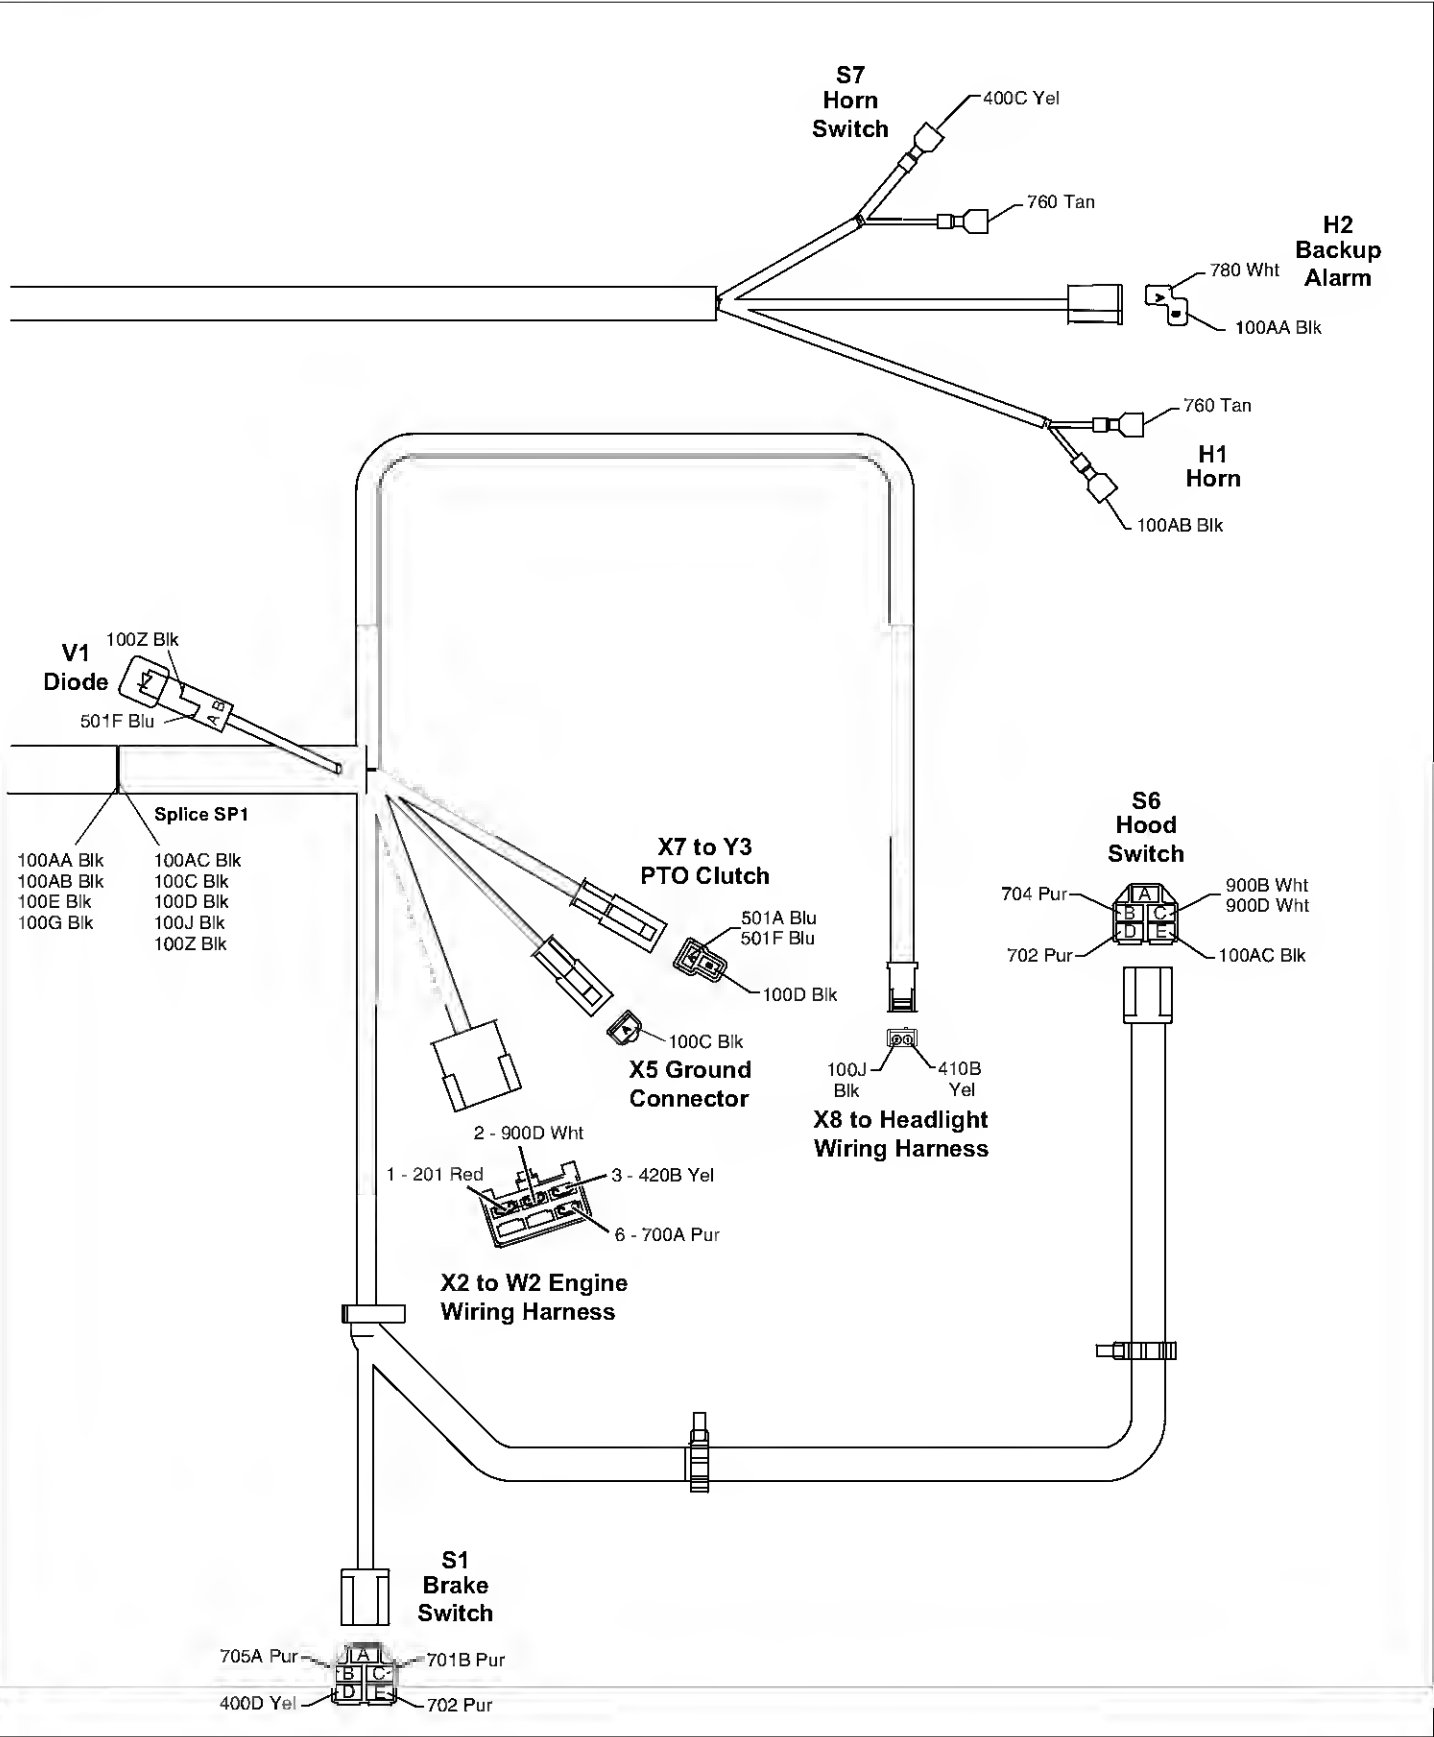 S7
Horn
Switch
400C Yel
760 Tan
H2
Backup
Alarm
780 Wht
A
B
100AA Blk
760 Tan
H1
Horn
100AB Blk
V1
Diode
100Z Blk
501F Blu
A B
Splice SP1
100AA Blk
100AB Blk
100E Blk
100G Blk
100AC Blk
100C Blk
100D Blk
100J Blk
100Z Blk
X7 to Y3
PTO Clutch
501A Blu
501F Blu
A
B
100D Blk
A
100C Blk
X5 Ground
Connector
S6
Hood
Switch
704 Pur
900B Wht
900D Wht
A
B C
D E
702 Pur
100AC Blk
2 1
100J
Blk
410B
Yel
X8 to Headlight
Wiring Harness
2 - 900D Wht
1 - 201 Red
3 - 420B Yel
6 - 700A Pur
X2 to W2 Engine
Wiring Harness
S1
Brake
Switch
705A Pur
701B Pur
A
B C
D E
400D Yel
702 Pur